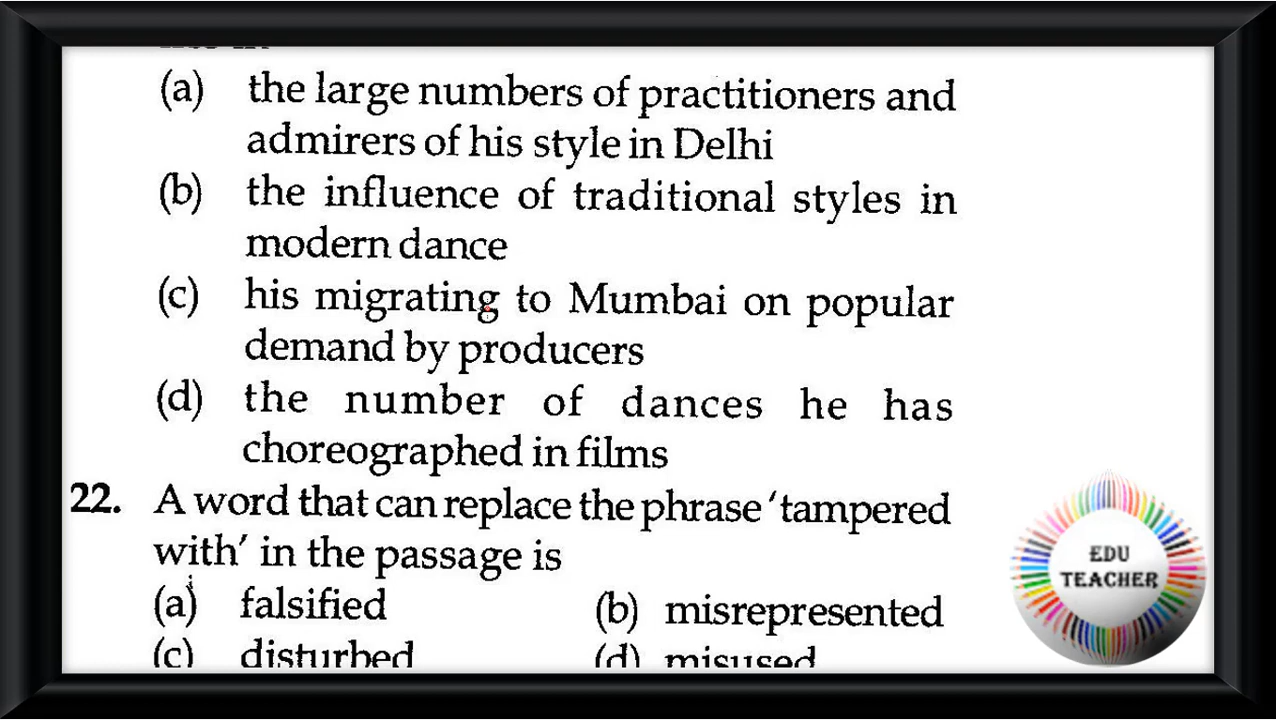 (a) the large numbers of practitioners and
admirers of his style in Delhi
(b) the influence of traditional styles in
modern dance
(c) his migrating to Mumbai on popular
demand by producers
(d) the number of dances he has
choreographed in films
22. A word that can replace the phrase 'tampered
with' in the passage is
(a) falsified (b) misrepresented
(c) disturbed (d) misused
EDU
TEACHER